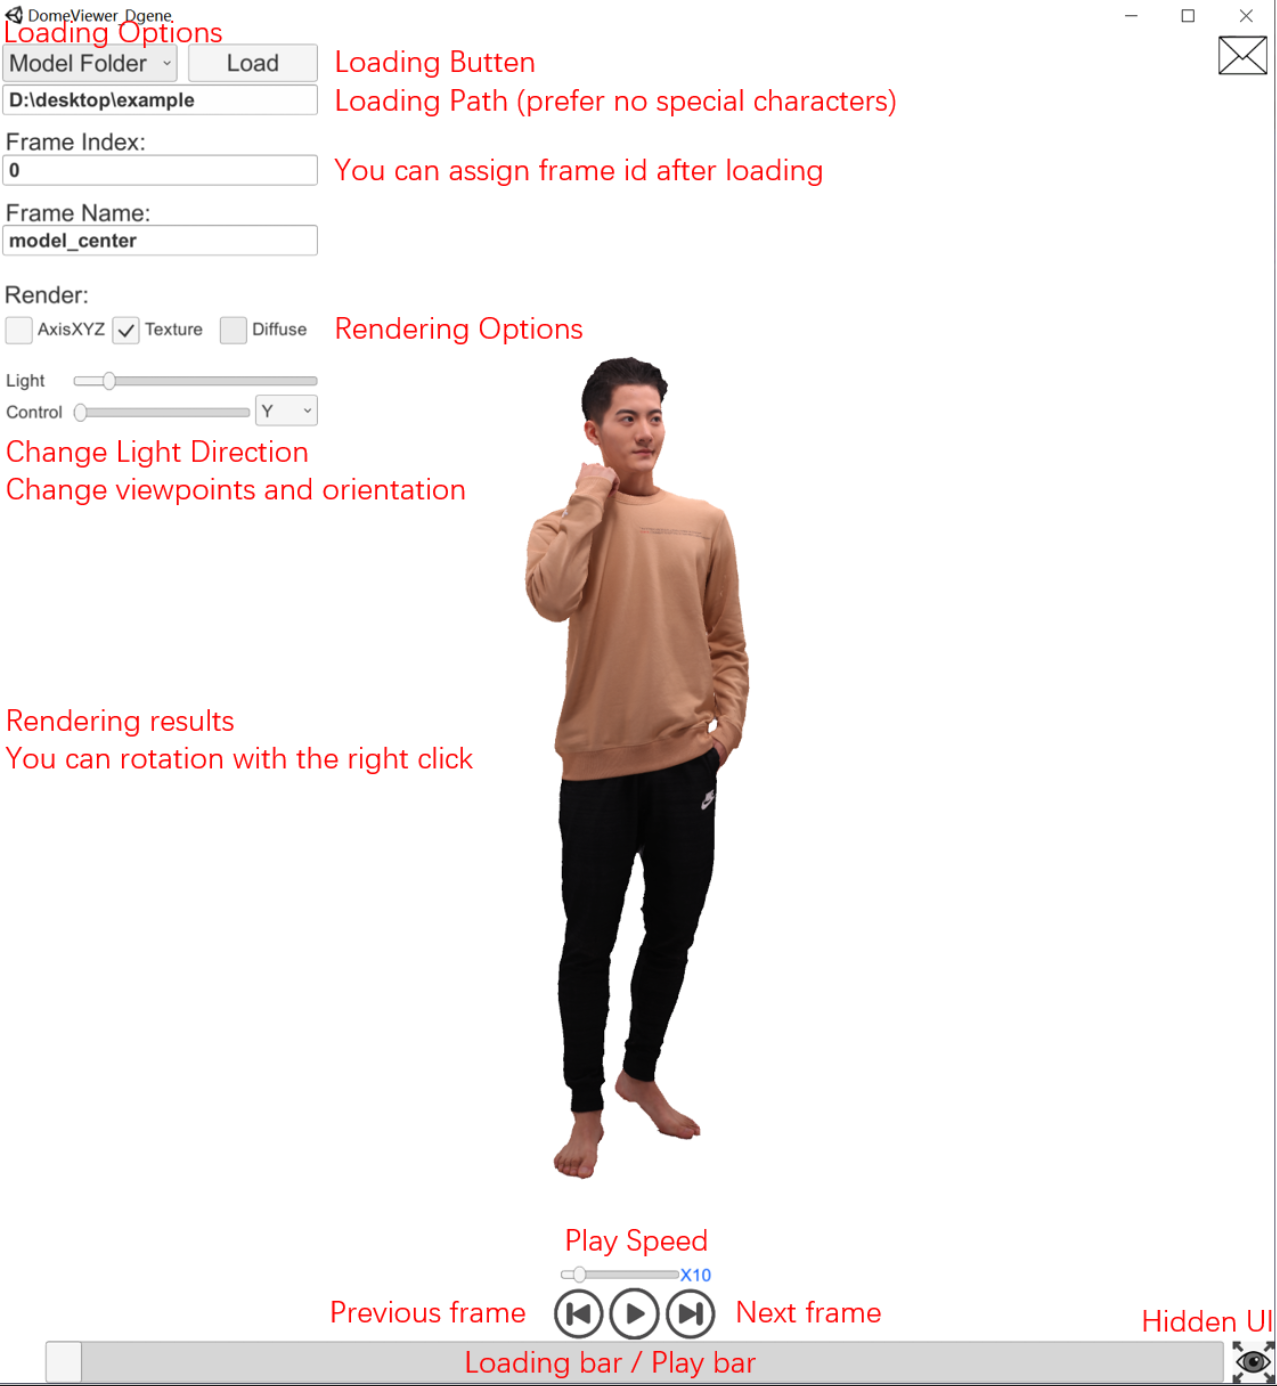 DomeViewer_Dgene
Loading Options
Model Folder
Load
Loading Butten
D:\desktop\example
Loading Path (prefer no special characters)
Frame Index:
0
You can assign frame id after loading
Frame Name:
model_center
Render:
AxisXYZ
Texture
Diffuse
Rendering Options
Light
Control
Y
Change Light Direction
Change viewpoints and orientation
Rendering results
You can rotation with the right click
Play Speed
X10
Previous frame
Next frame
Hidden UI
Loading bar / Play bar